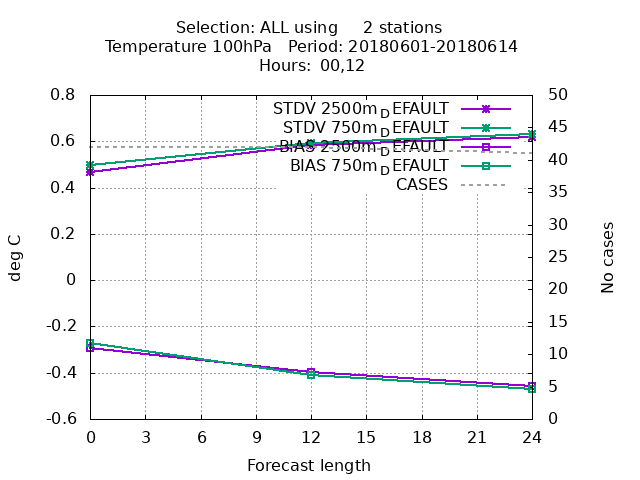 Selection: ALL using 2 stations
Temperature 100hPa Period: 20180601-20180614
Hours: 00,12
STDV 2500m_DEFAULT
STDV 750m_DEFAULT
BIAS 2500m_DEFAULT
BIAS 750m_DEFAULT
CASES
deg C
0.8
0.6
0.4
0.2
0
-0.2
-0.4
-0.6
No cases
50
45
40
35
30
25
20
15
10
5
0
0 3 6 9 12 15 18 21 24
Forecast length